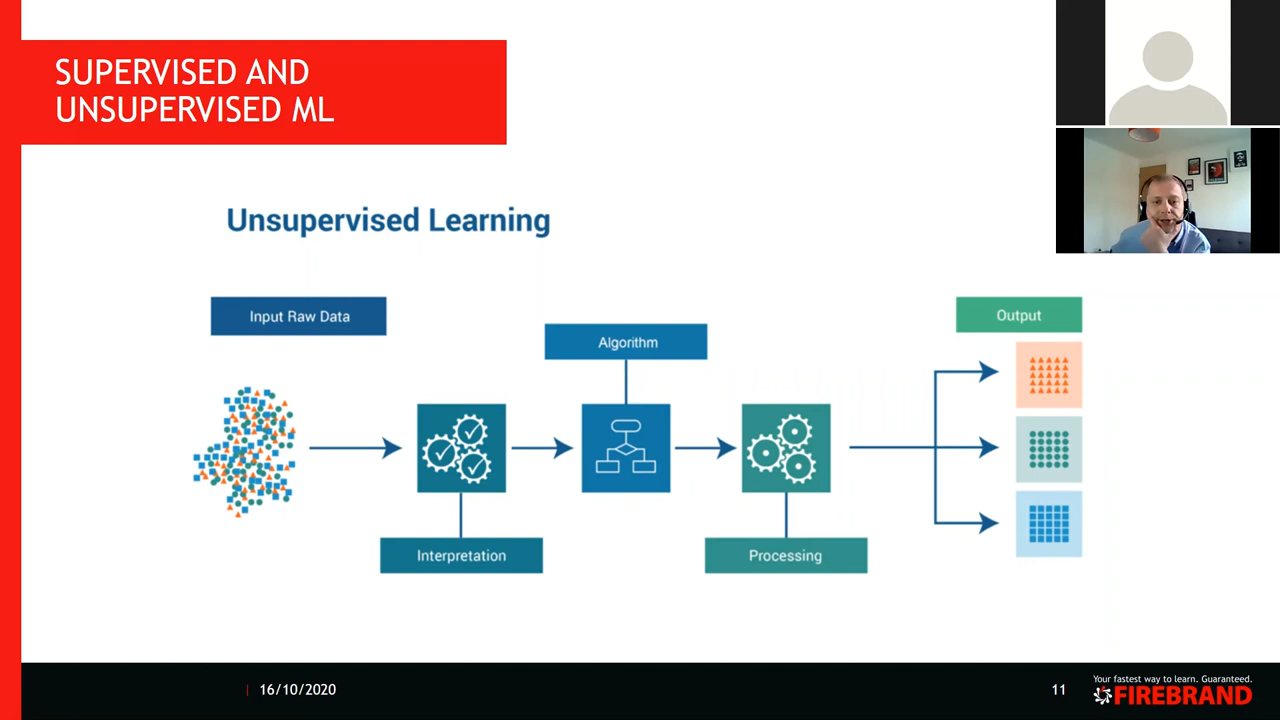 SUPERVISED AND
UNSUPERVISED ML
Unsupervised Learning
Input Raw Data
Algorithm
Output
Interpretation
Processing
16/10/2020
11
Your fastest way to learn. Guaranteed.
FIREBRAND